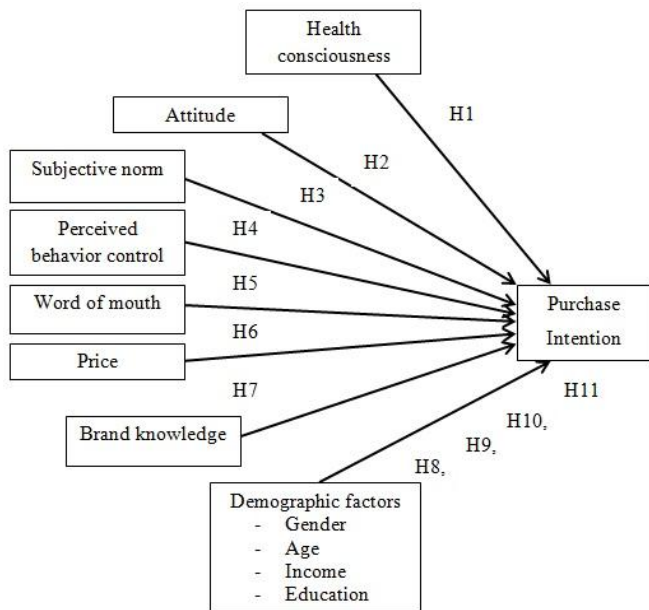 Health
consciousness
H1
Attitude
H2
Subjective norm
H3
Perceived
behavior control
H4
Word of mouth
H5
Purchase
Intention
Price
H6
H7
H11
Brand knowledge
H10,
H9,
H8,
Demographic factors
- Gender
- Age
- Income
- Education